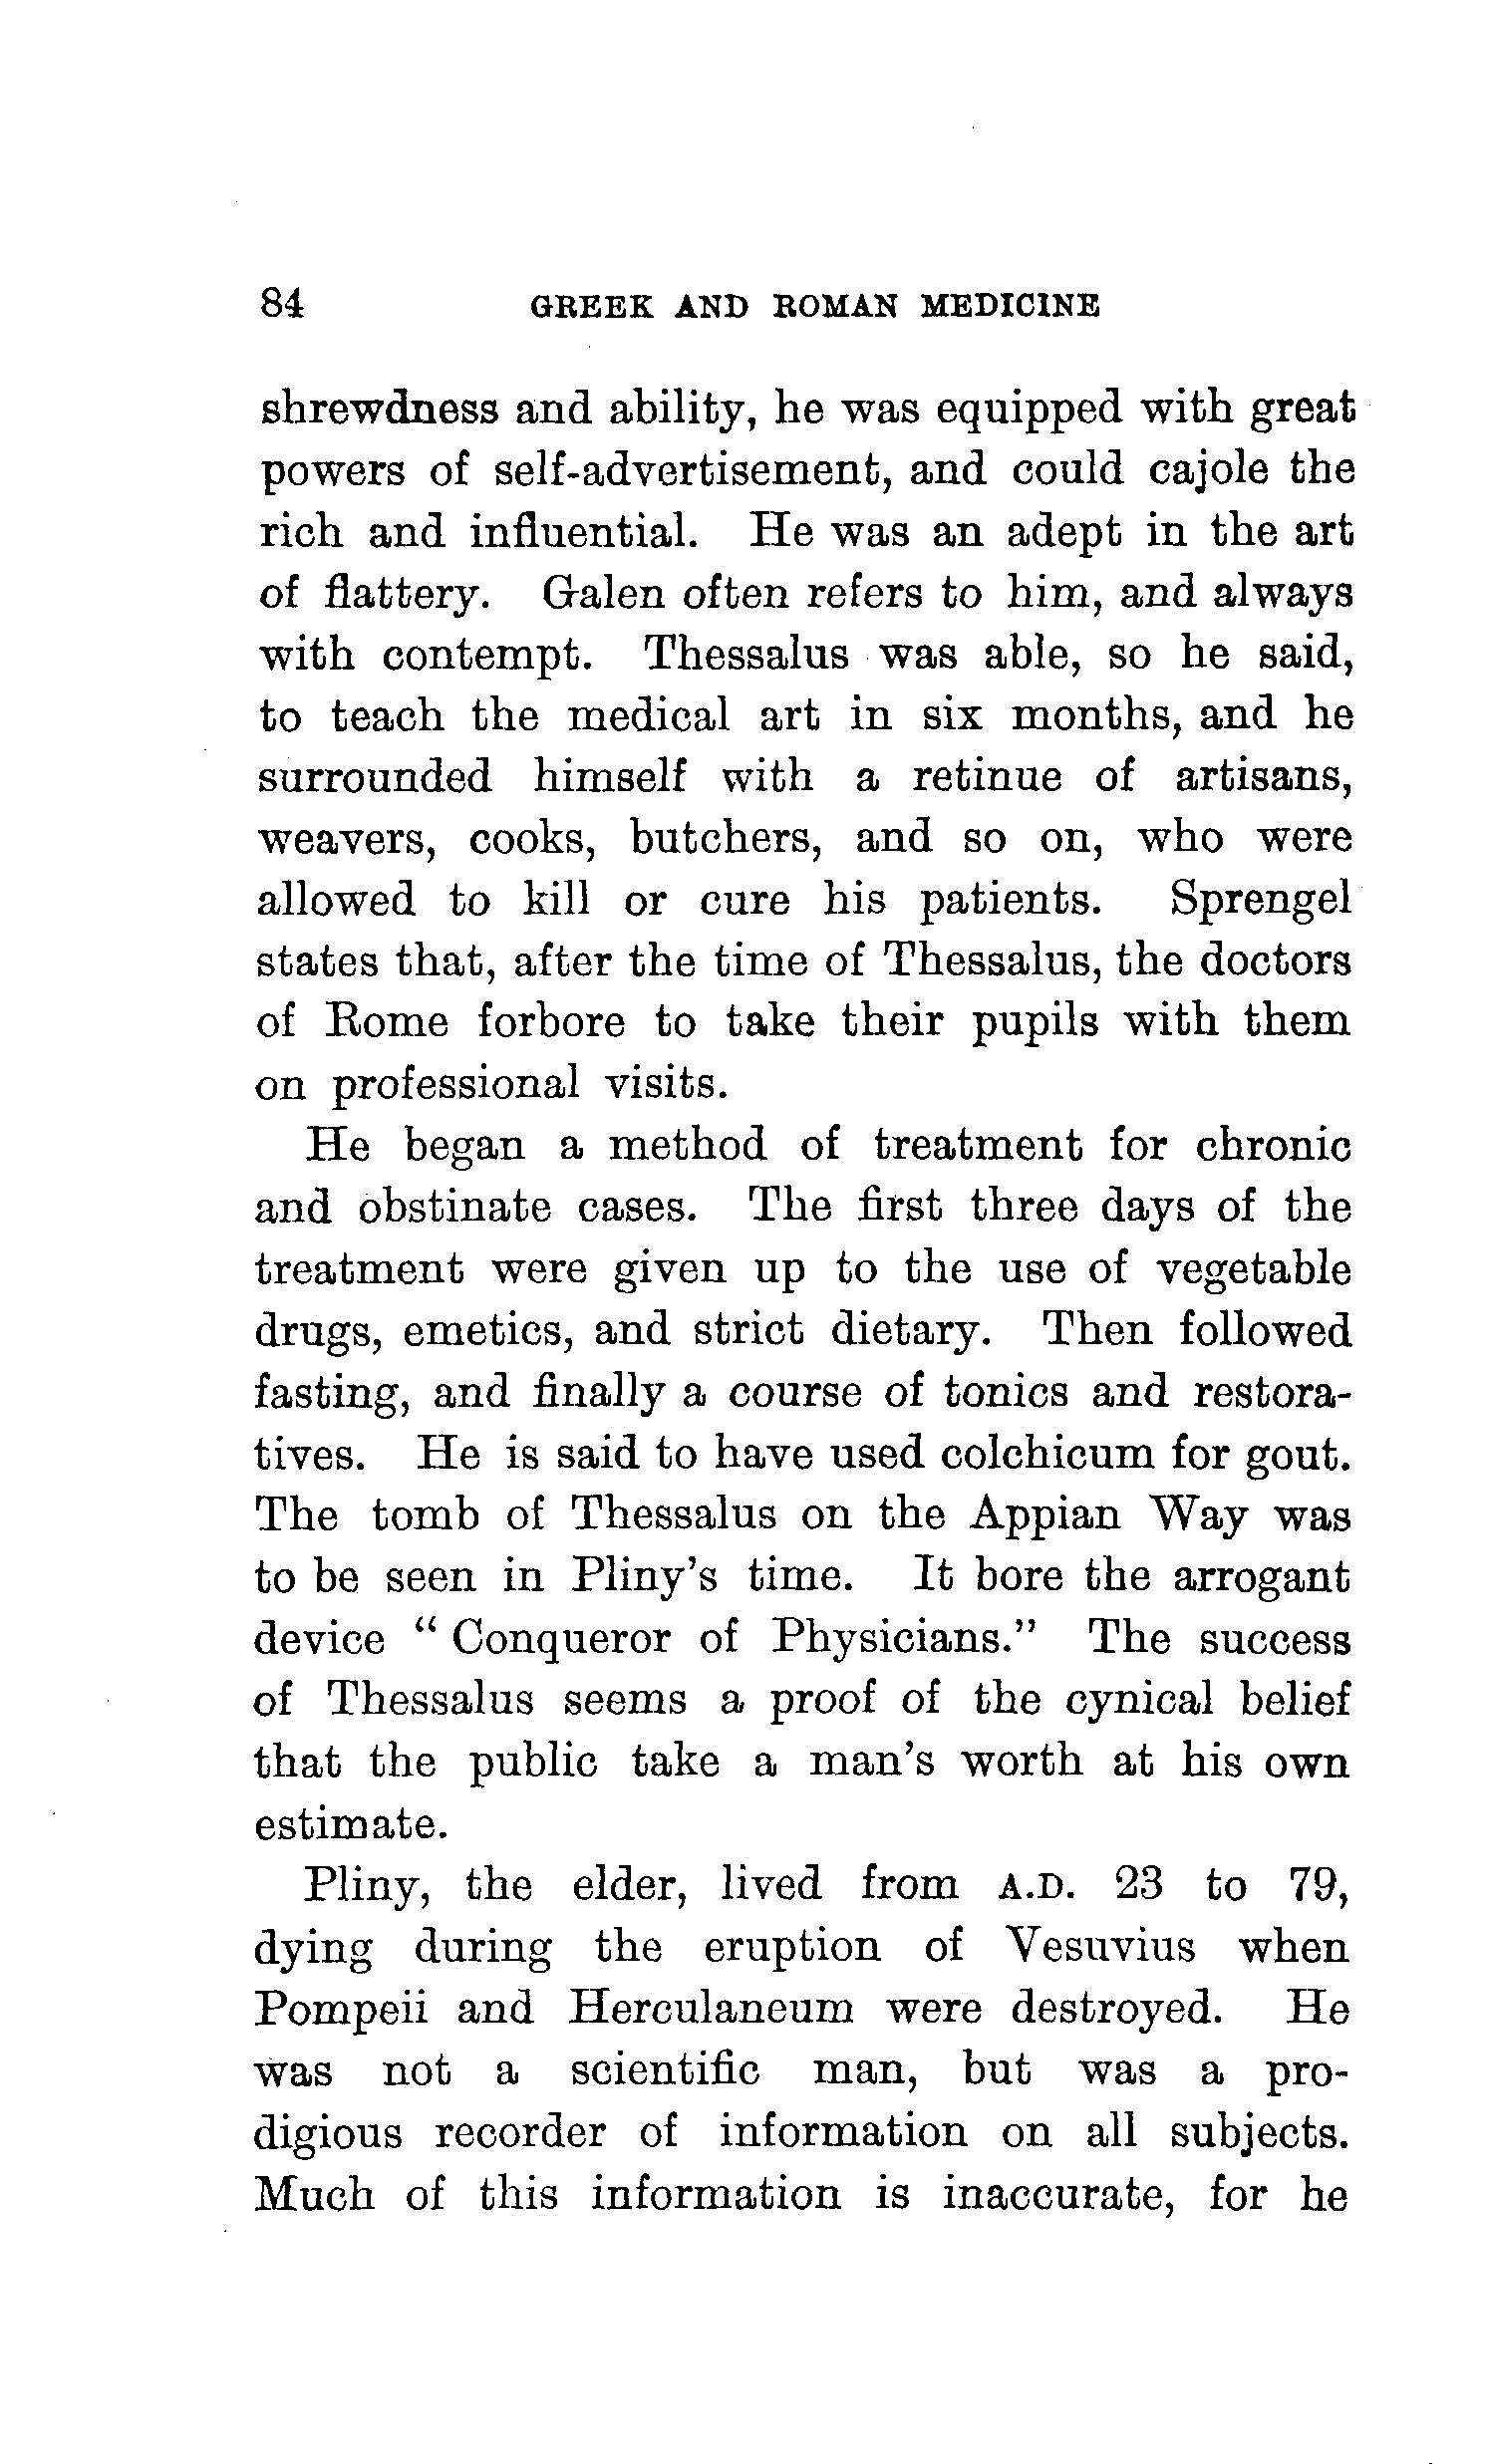 84 GREEK AND ROMAN MEDICINE
shrewdness and ability, he was equipped with great
powers of self-advertisement, and could cajole the
rich and influential. He was an adept in the art
of flattery. Galen often refers to him, and always
with contempt. Thessalus was able, so he said,
to teach the medical art in six months, and he
surrounded himself with a retinue of artisans,
weavers, cooks, butchers, and so on, who were
allowed to kill or cure his patients. Sprengel
states that, after the time of Thessalus, the doctors
of Rome forbore to take their pupils with them
on professional visits.
He began a method of treatment for chronic
and obstinate cases. The first three days of the
treatment were given up to the use of vegetable
drugs, emetics, and strict dietary. Then followed
fasting, and finally a course of tonics and restora-
tives. He is said to have used colchicum for gout.
The tomb of Thessalus on the Appian Way was
to be seen in Pliny's time. It bore the arrogant
device "Conqueror of Physicians." The success
of Thessalus seems a proof of the cynical belief
that the public take a man's worth at his own
estimate.
Pliny, the elder, lived from A.D. 23 to 79,
dying during the eruption of Vesuvius when
Pompeii and Herculaneum were destroyed. He
was not a scientific man, but was a pro-
digious recorder of information on all subjects.
Much of this information is inaccurate, for he